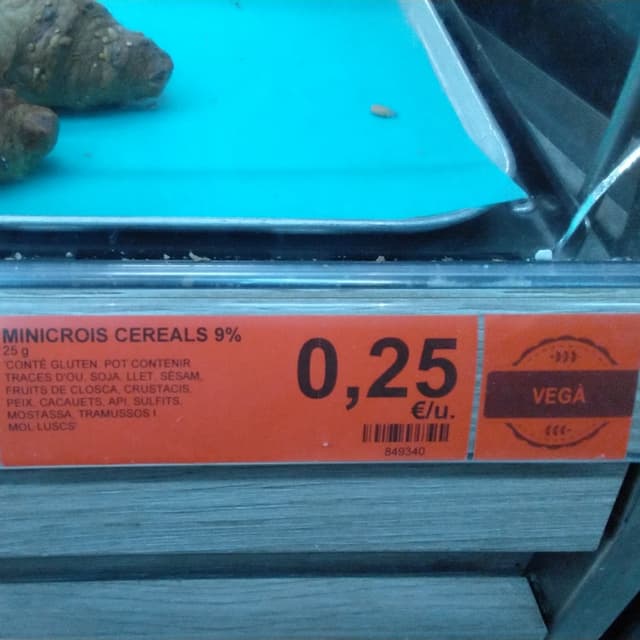 MINICROIS CEREALS 9%
25 g
'CONTÉ GLUTEN. POT CONTENIR
TRACES D'OU, SOJA, LLET, SÈSAM,
FRUITS DE CLOSCA, CRUSTACIS,
PEIX, CACAUETS, API, SULFITS,
MOSTASSA, TRAMUSSOS I
MOL·LUSCS'
0,25
€/u.
849340
VEGÀ